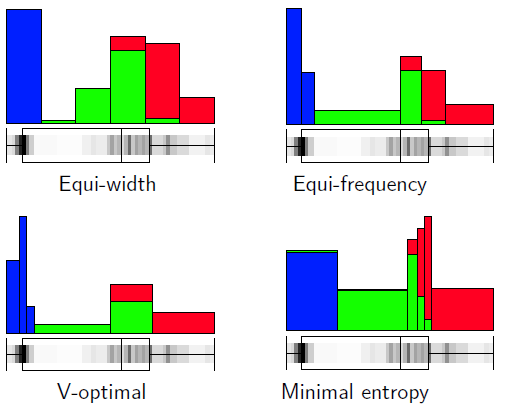 Equi-width
Equi-frequency
V-optimal
Minimal entropy